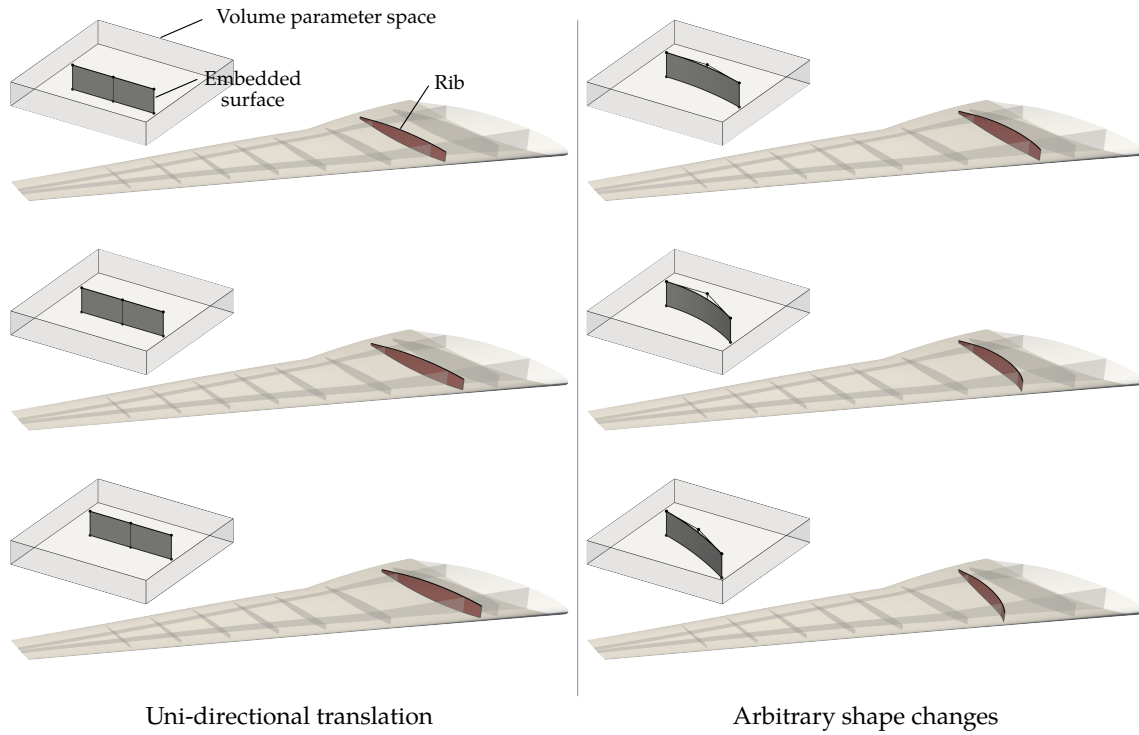 Volume parameter space
Embedded
surface
Rib
Uni-directional translation
Arbitrary shape changes